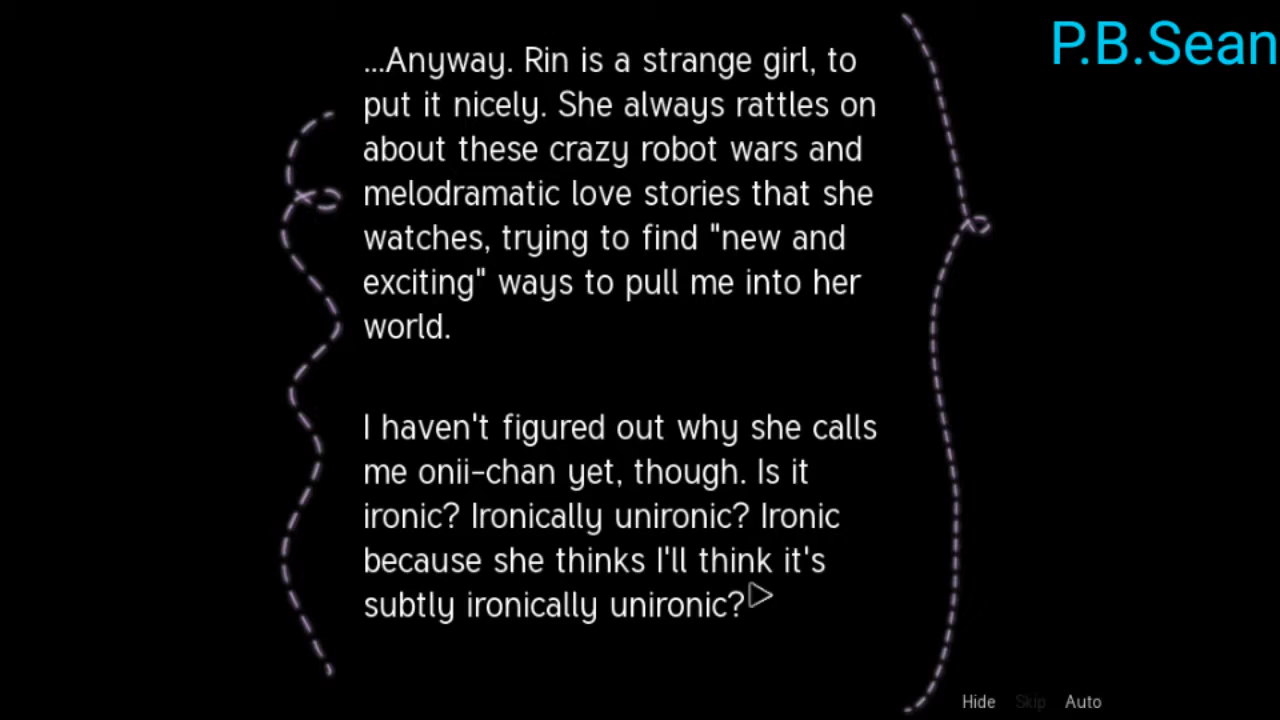 P.B.Sean
...Anyway. Rin is a strange girl, to
put it nicely. She always rattles on
about these crazy robot wars and
melodramatic love stories that she
watches, trying to find "new and
exciting" ways to pull me into her
world.
I haven't figured out why she calls
me onii-chan yet, though. Is it
ironic? Ironically unironic? Ironic
because she thinks I'll think it's
subtly ironically unironic?
Hide Skip Auto